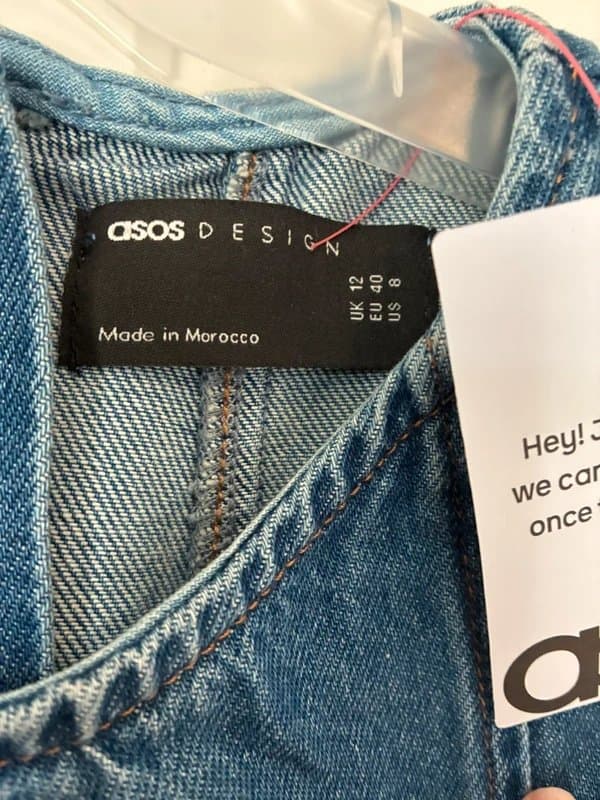 asos DESIGN
UK 12
EU 40
US 8
Made in Morocco
Hey! J
we can
once